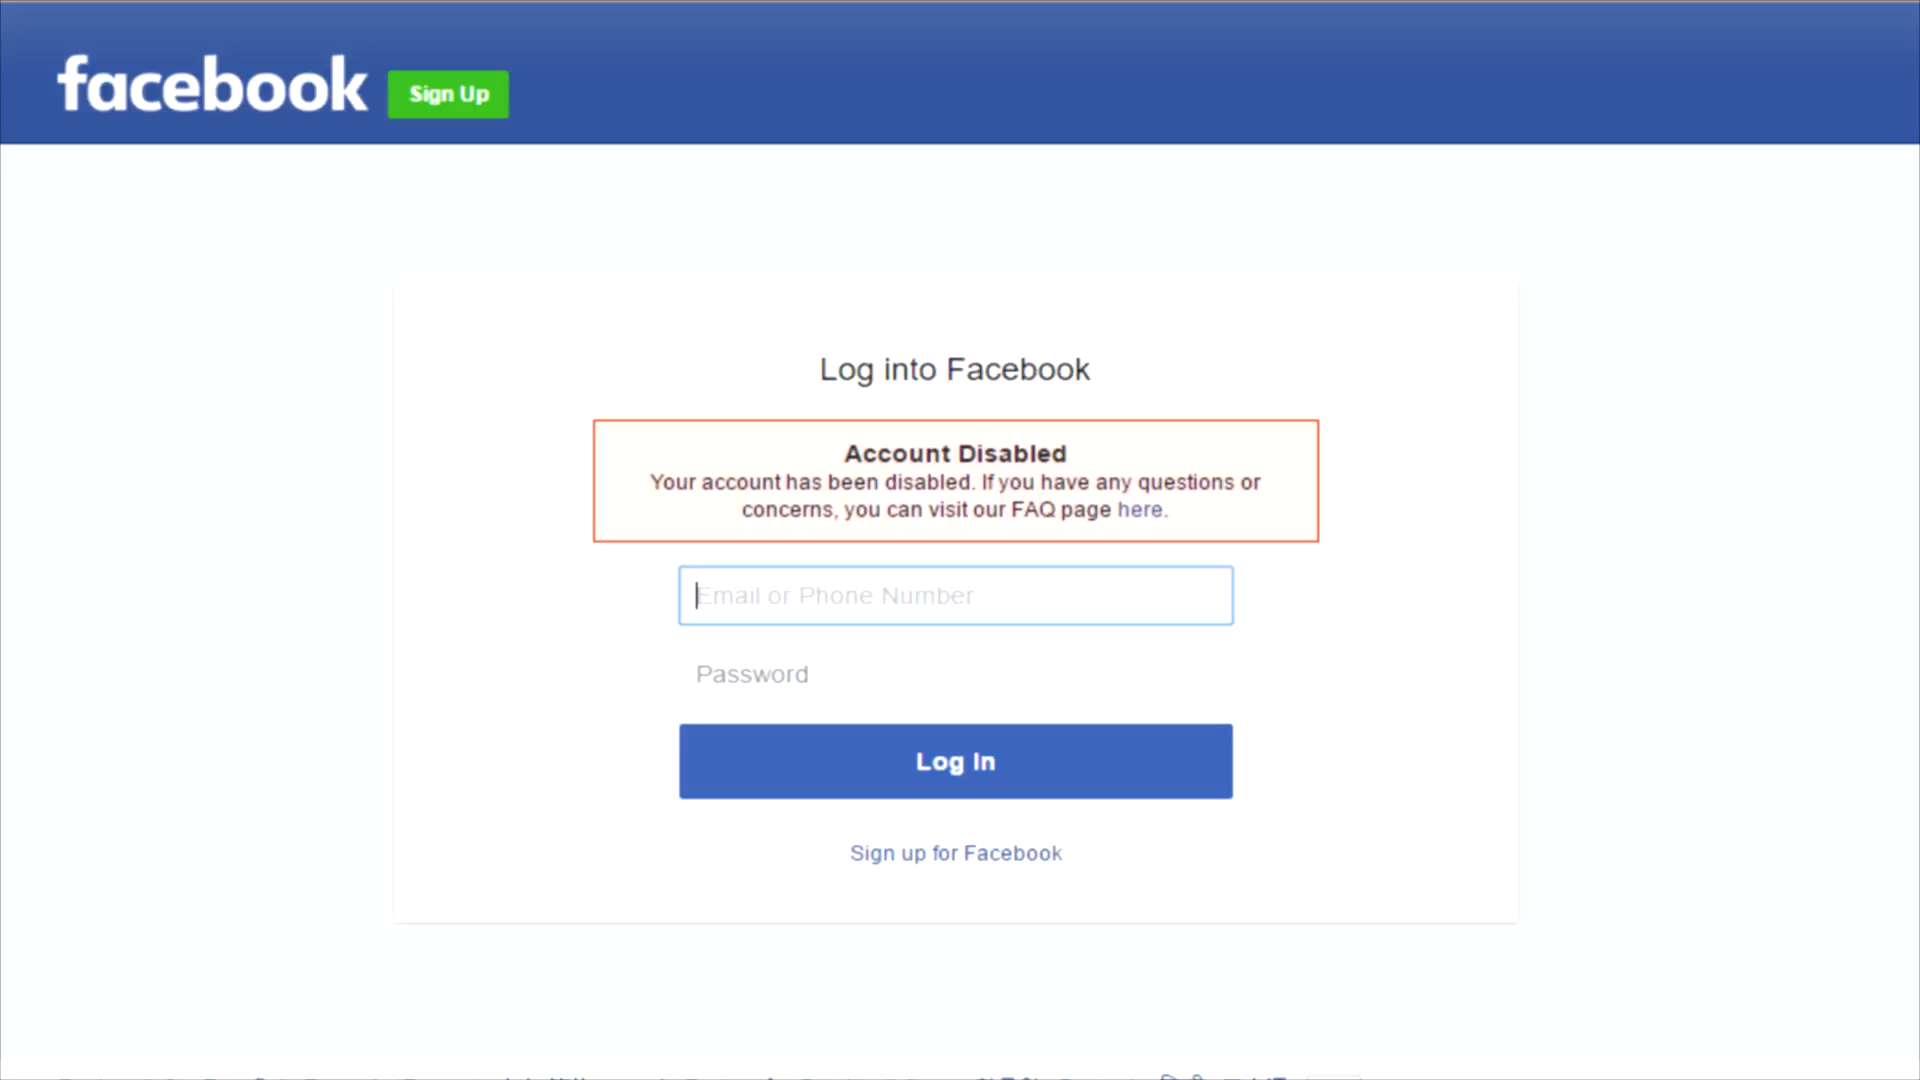 facebook Sign Up
Log into Facebook
Account Disabled
Your account has been disabled. If you have any questions or
concerns, you can visit our FAQ page here.
Email or Phone Number
Password
Log In
Sign up for Facebook